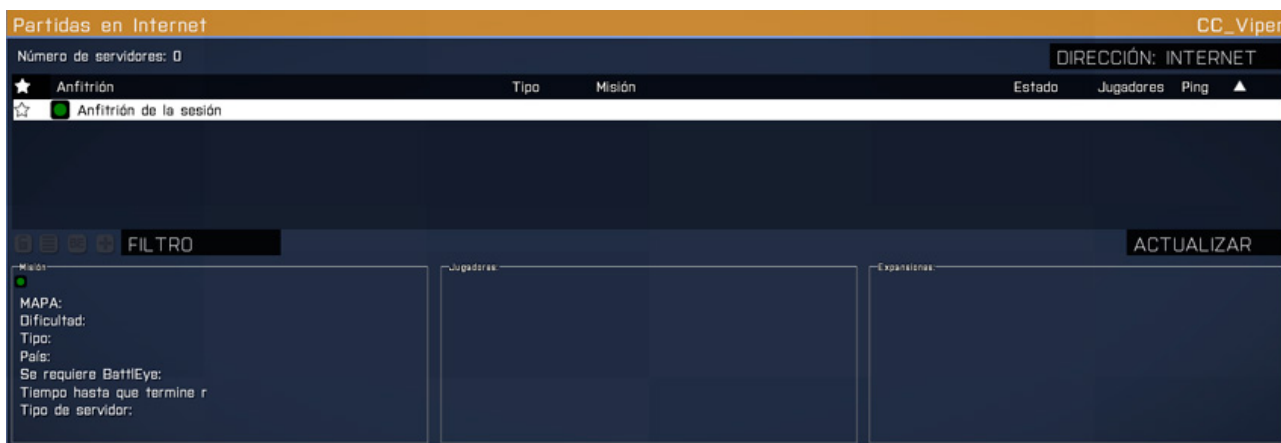 Partidas en Internet CC_Viper
Número de servidores: 0 DIRECCIÓN: INTERNET
Anfitrión Tipo Misión Estado Jugadores Ping
Anfitrión de la sesión
FILTRO ACTUALIZAR
Misión Jugadores: Expansiones:
MAPA:
Dificultad:
Tipo:
País:
Se requiere BattlEye:
Tiempo hasta que termine r
Tipo de servidor: